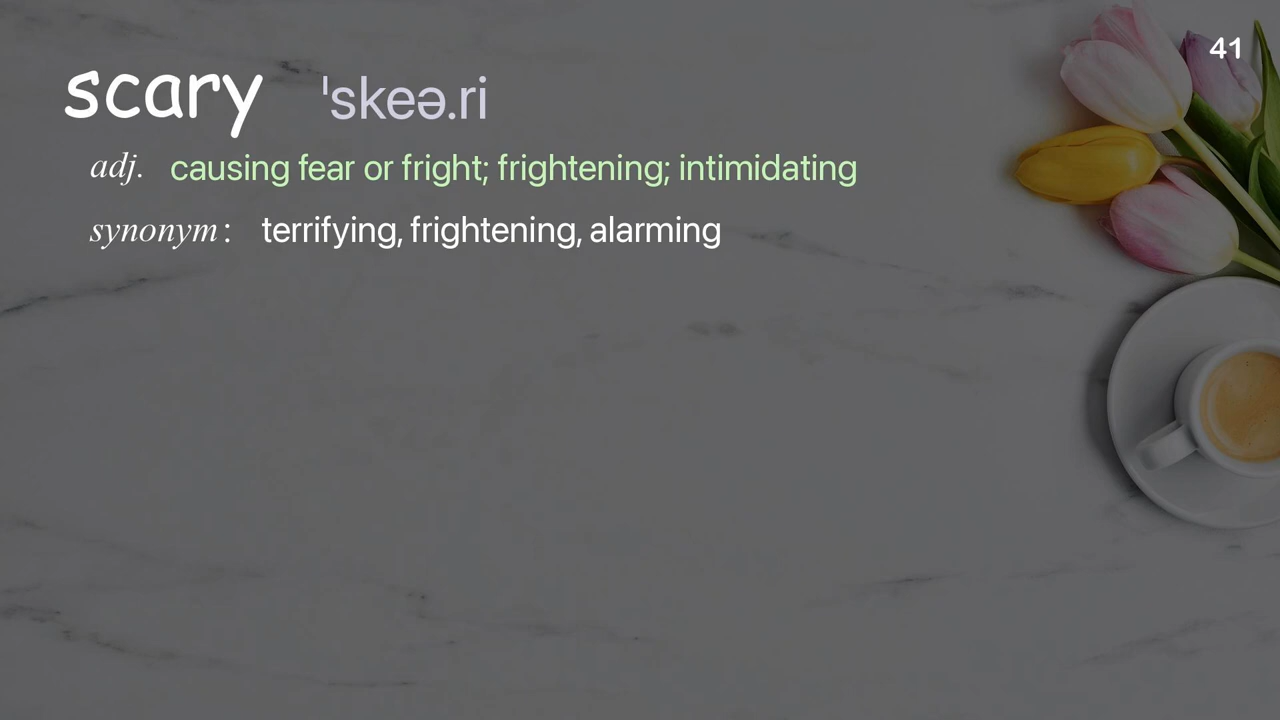 41
scary ˈskeə.ri
adj. causing fear or fright; frightening; intimidating
synonym: terrifying, frightening, alarming